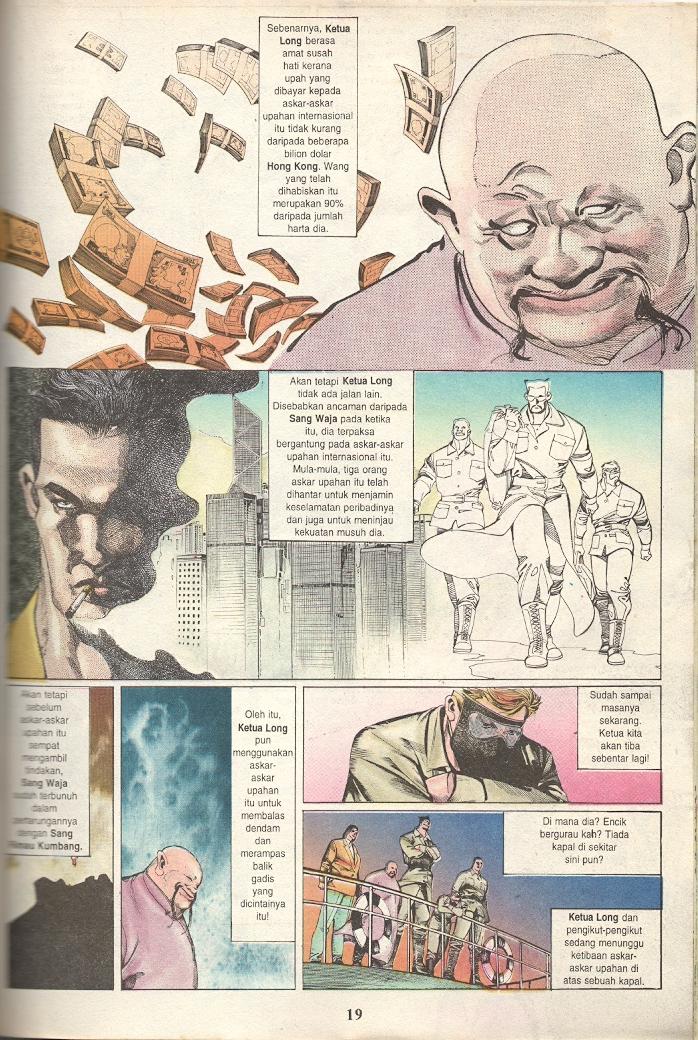 Sebenarnya, Ketua
Long berasa
amat susah
hati kerana
upah yang
dibayar kepada
askar-askar
upahan internasional
itu tidak kurang
daripada beberapa
bilion dolar
Hong Kong. Wang
yang telah
dihabiskan itu
merupakan 90%
daripada jumlah
harta dia.
Akan tetapi Ketua Long
tidak ada jalan lain.
Disebabkan ancaman daripada
Sang Waja pada ketika
itu, dia terpaksa
bergantung pada askar-askar
upahan internasional itu.
Mula-mula, tiga orang
askar upahan itu telah
dihantar untuk menjamin
keselamatan peribadinya
dan juga untuk meninjau
kekuatan musuh dia.
Akan tetapi
sebelum
askar-askar
upahan itu
sempat
mengambil
tindakan,
Sang Waja
terbunuh
dalam
pertarungannya
dengan Sang
Kumbang.
Oleh itu,
Ketua Long
pun
menggunakan
askar-
askar
upahan
itu untuk
membalas
dendam
dan
merampas
balik
gadis
yang
dicintainya
itu!
Sudah sampai
masanya
sekarang.
Ketua kita
akan tiba
sebentar lagi!
Di mana dia? Encik
bergurau kah? Tiada
kapal di sekitar
sini pun?
Ketua Long dan
pengikut-pengikut
sedang menunggu
ketibaan askar-
askar upahan di
atas sebuah kapal.
19